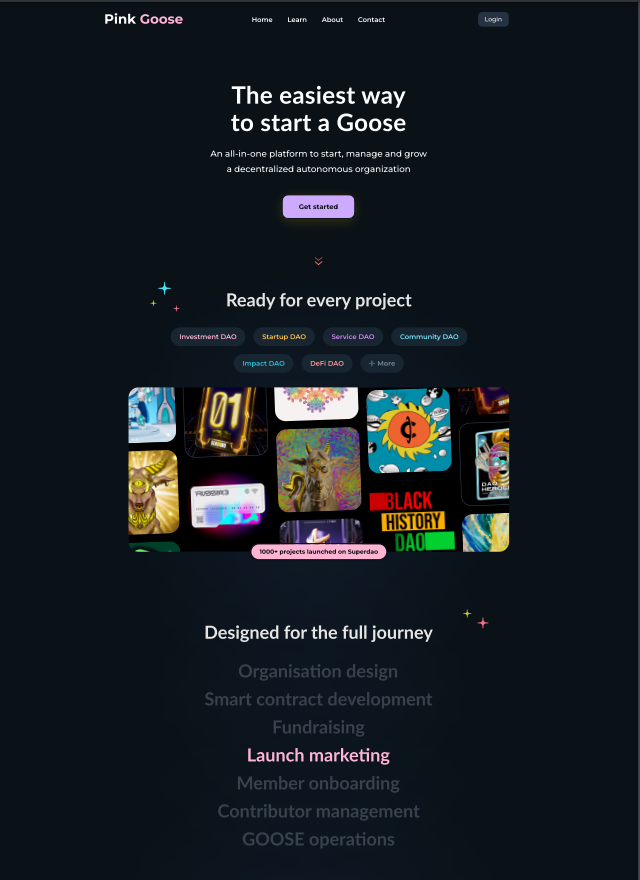 Pink Goose
Home Learn About Contact
Login
The easiest way
to start a Goose
An all-in-one platform to start, manage and grow
a decentralized autonomous organization
Get started
Ready for every project
Investment DAO Startup DAO Service DAO Community DAO
Impact DAO DeFi DAO + More
01
BLACK
HISTORY
DAO
1000+ projects launched on Superdao
Designed for the full journey
Organisation design
Smart contract development
Fundraising
Launch marketing
Member onboarding
Contributor management
GOOSE operations